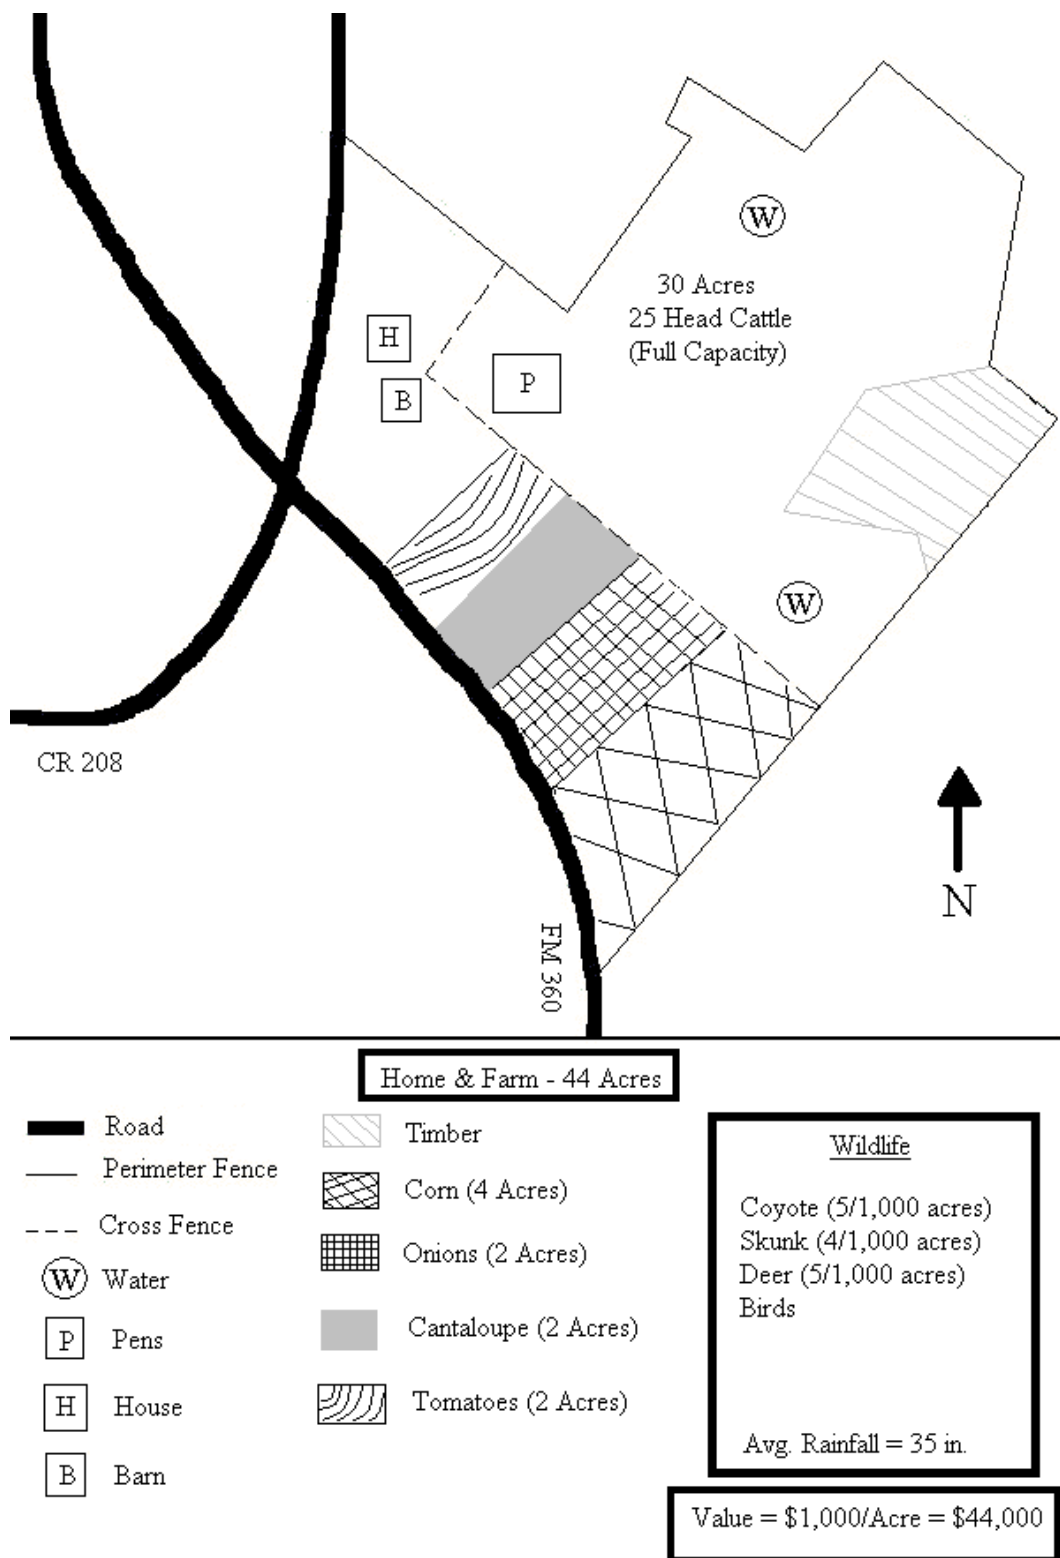 W
30 Acres
25 Head Cattle
(Full Capacity)
H
P
B
W
CR 208
N
FM 360
Home & Farm - 44 Acres
Road
Perimeter Fence
Cross Fence
W Water
P Pens
H House
B Barn
Timber
Corn (4 Acres)
Onions (2 Acres)
Cantaloupe (2 Acres)
Tomatoes (2 Acres)
Wildlife
Coyote (5/1,000 acres)
Skunk (4/1,000 acres)
Deer (5/1,000 acres)
Birds
Avg. Rainfall = 35 in.
Value = $1,000/Acre = $44,000